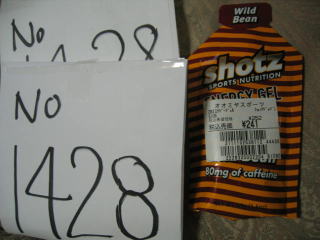 No
1428
NO
1428
Wild
Bean
shotz
SPORTS NUTRITION
ENERGY GEL
オオミヤスポーツ
¥252
¥241
80mg of caffeine